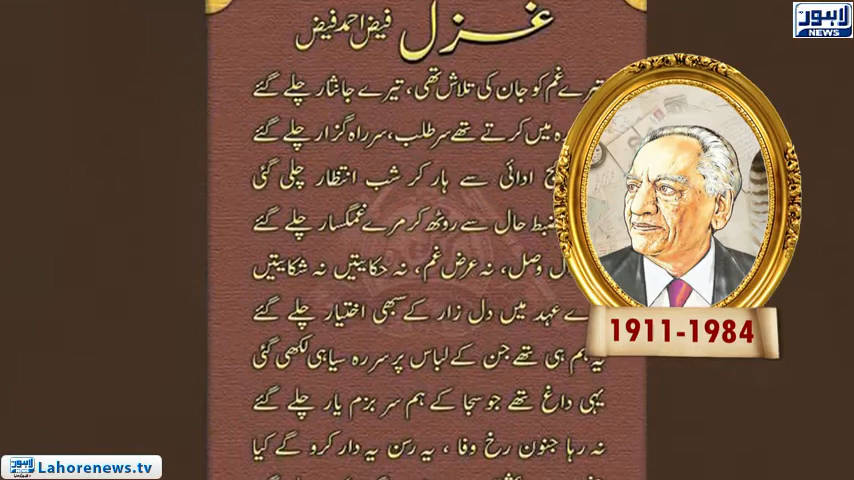 غزل فیض احمد فیض
لاہور
NEWS
تیرے غم کو جان کی تلاش تھی، تیرے جانثار چلے گئے
میں کرتے تھے سر طلب، سر راہ گزار چلے گئے
ادائی سے ہار کر شب انتظار چلی گئی
ضبط حال سے روٹھ کر مرے غمگسار چلے گئے
وصل، نہ عرض غم، نہ حکایتیں نہ شکایتیں
عہد میں دل زار کے سبھی اختیار چلے گئے
1911-1984
یہ ہم ہی تھے جن کے لباس پر سر رہ سیاہی لکھی گئی
یہی داغ تھے جو سجا کے ہم سر بزم یار چلے گئے
نہ رہا جنون رخ وفا، یہ رسن یہ دار کرو گے کیا
لاہور
Lahorenews.tv